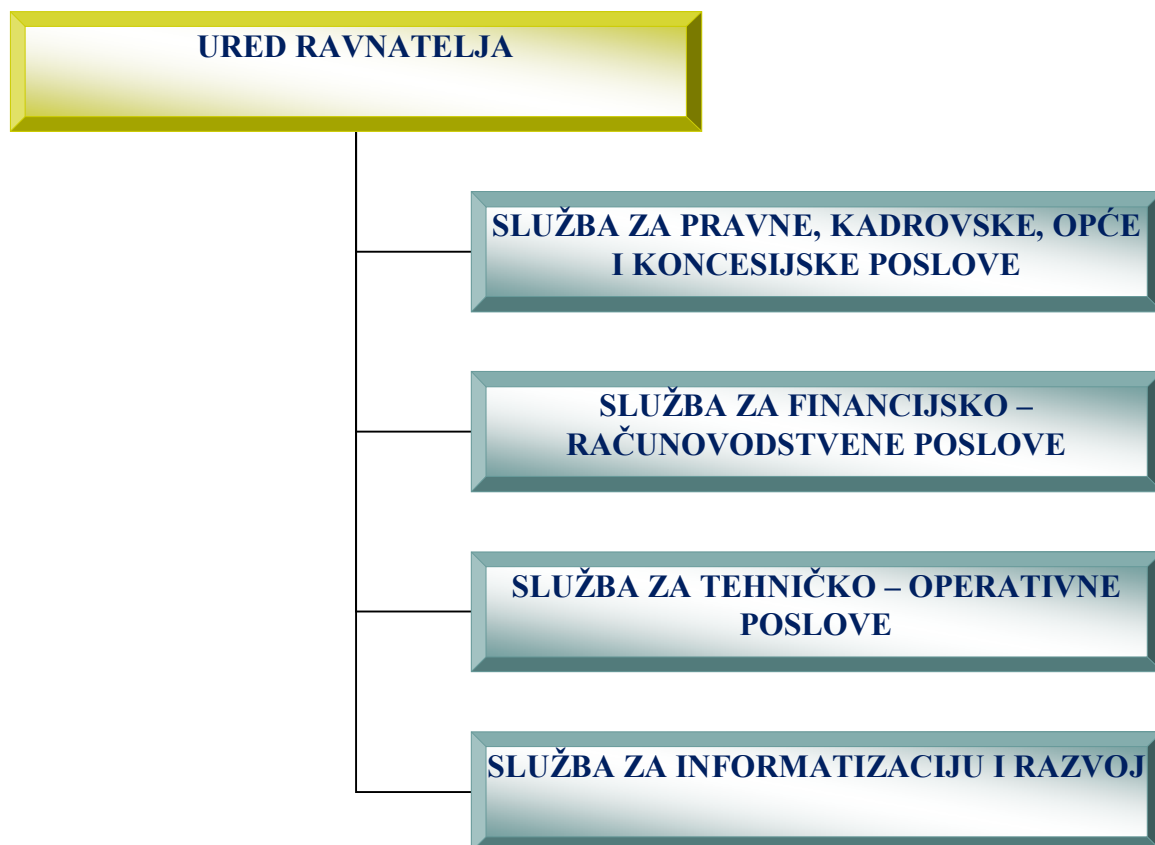 URED RAVNATELJA
SLUŽBA ZA PRAVNE, KADROVSKE, OPĆE
I KONCESIJSKE POSLOVE
SLUŽBA ZA FINANCIJSKO –
RAČUNOVODSTVENE POSLOVE
SLUŽBA ZA TEHNIČKO – OPERATIVNE
POSLOVE
SLUŽBA ZA INFORMATIZACIJU I RAZVOJ